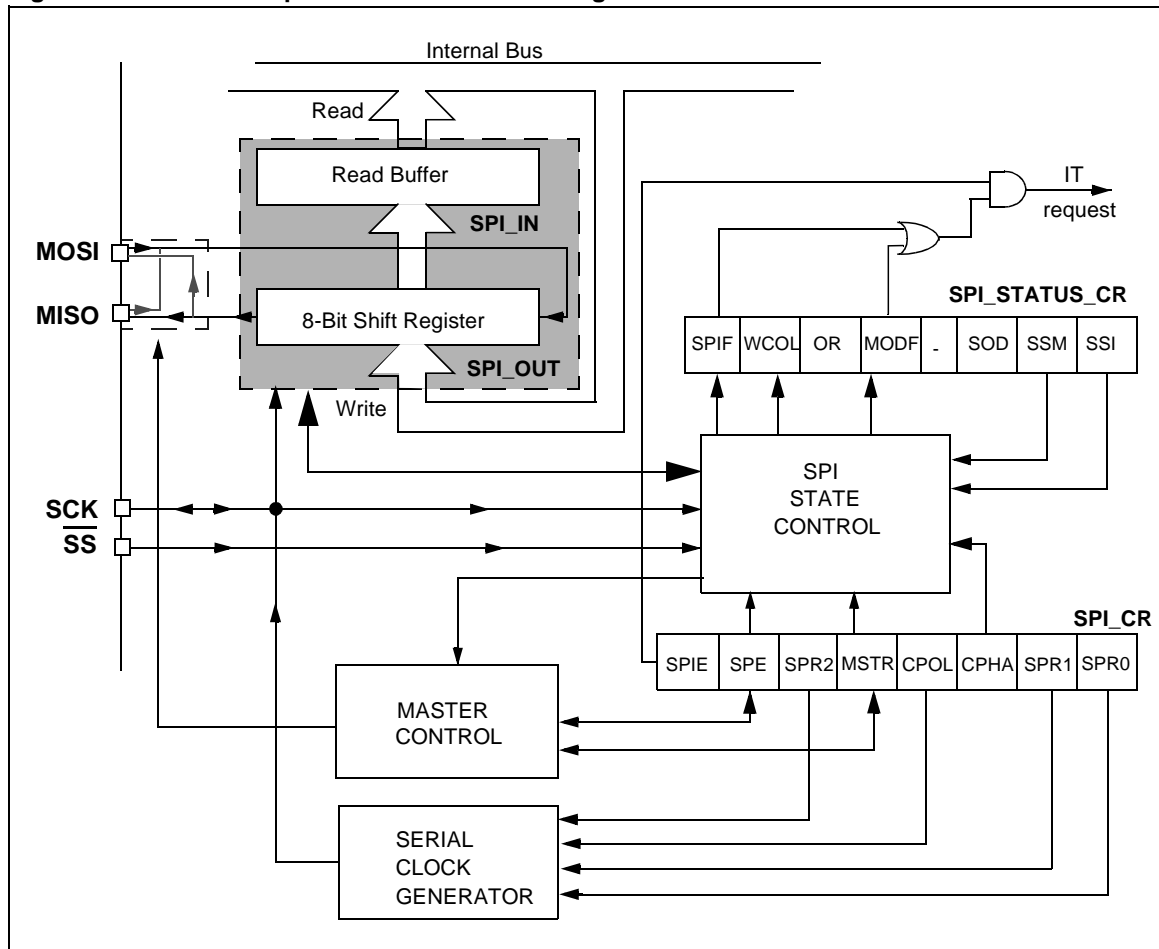 Internal Bus
Read
Read Buffer
SPI_IN
IT
request
MOSI
MISO
8-Bit Shift Register
SPI_OUT
Write
SPI_STATUS_CR
SPIF WCOL OR MODF - SOD SSM SSI
SPI
STATE
CONTROL
SCK
SS
SPI_CR
SPIE SPE SPR2 MSTR CPOL CPHA SPR1 SPR0
MASTER
CONTROL
SERIAL
CLOCK
GENERATOR